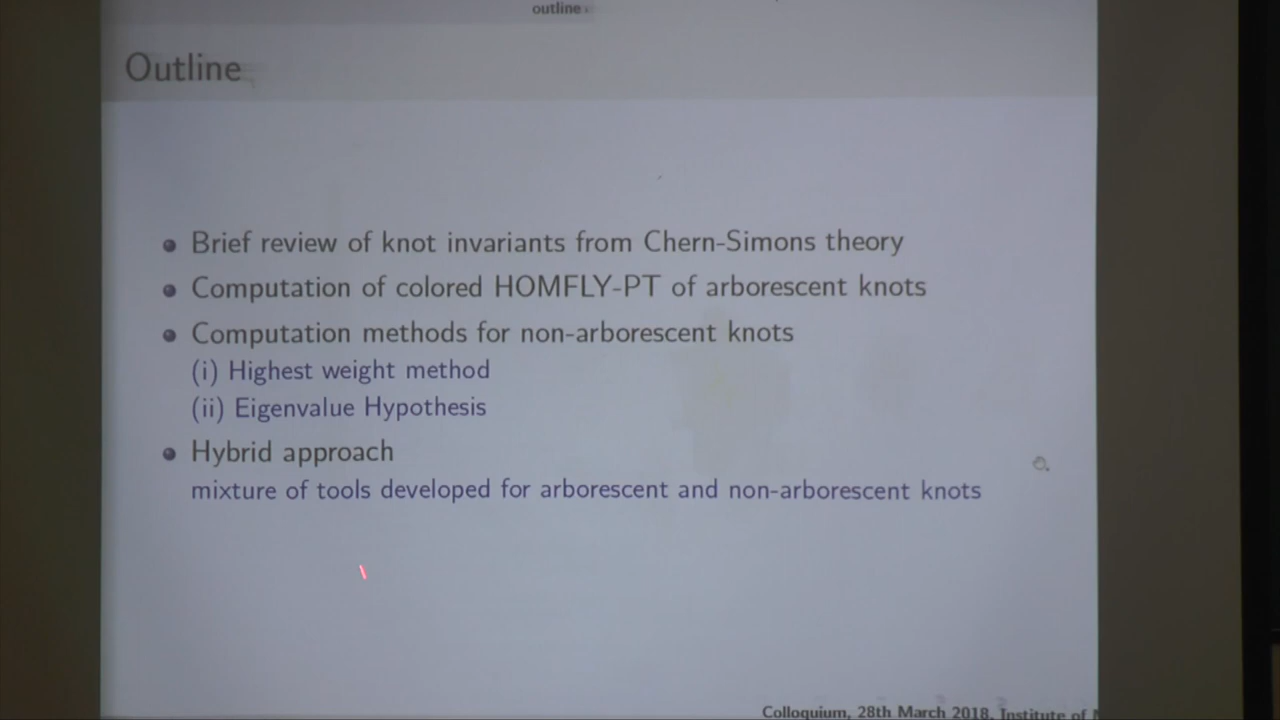 outline
Outline
Brief review of knot invariants from Chern-Simons theory
Computation of colored HOMFLY-PT of arborescent knots
Computation methods for non-arborescent knots
(i) Highest weight method
(ii) Eigenvalue Hypothesis
Hybrid approach
mixture of tools developed for arborescent and non-arborescent knots
Colloquium, 28th March 2018, Institute of